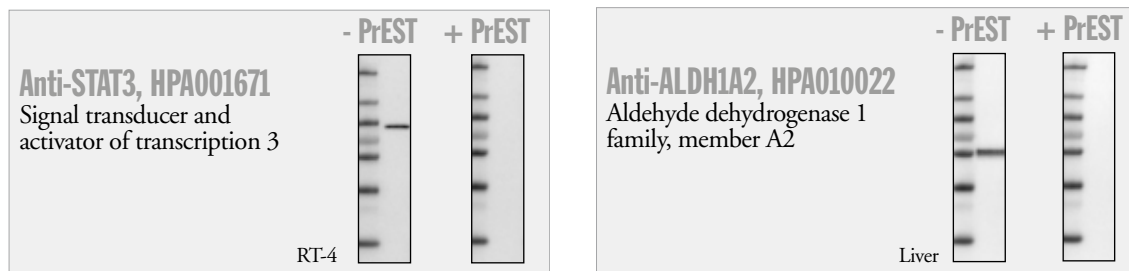 - PrEST + PrEST
Anti-STAT3, HPA001671
Signal transducer and
activator of transcription 3
RT-4
- PrEST + PrEST
Anti-ALDH1A2, HPA010022
Aldehyde dehydrogenase 1
family, member A2
Liver